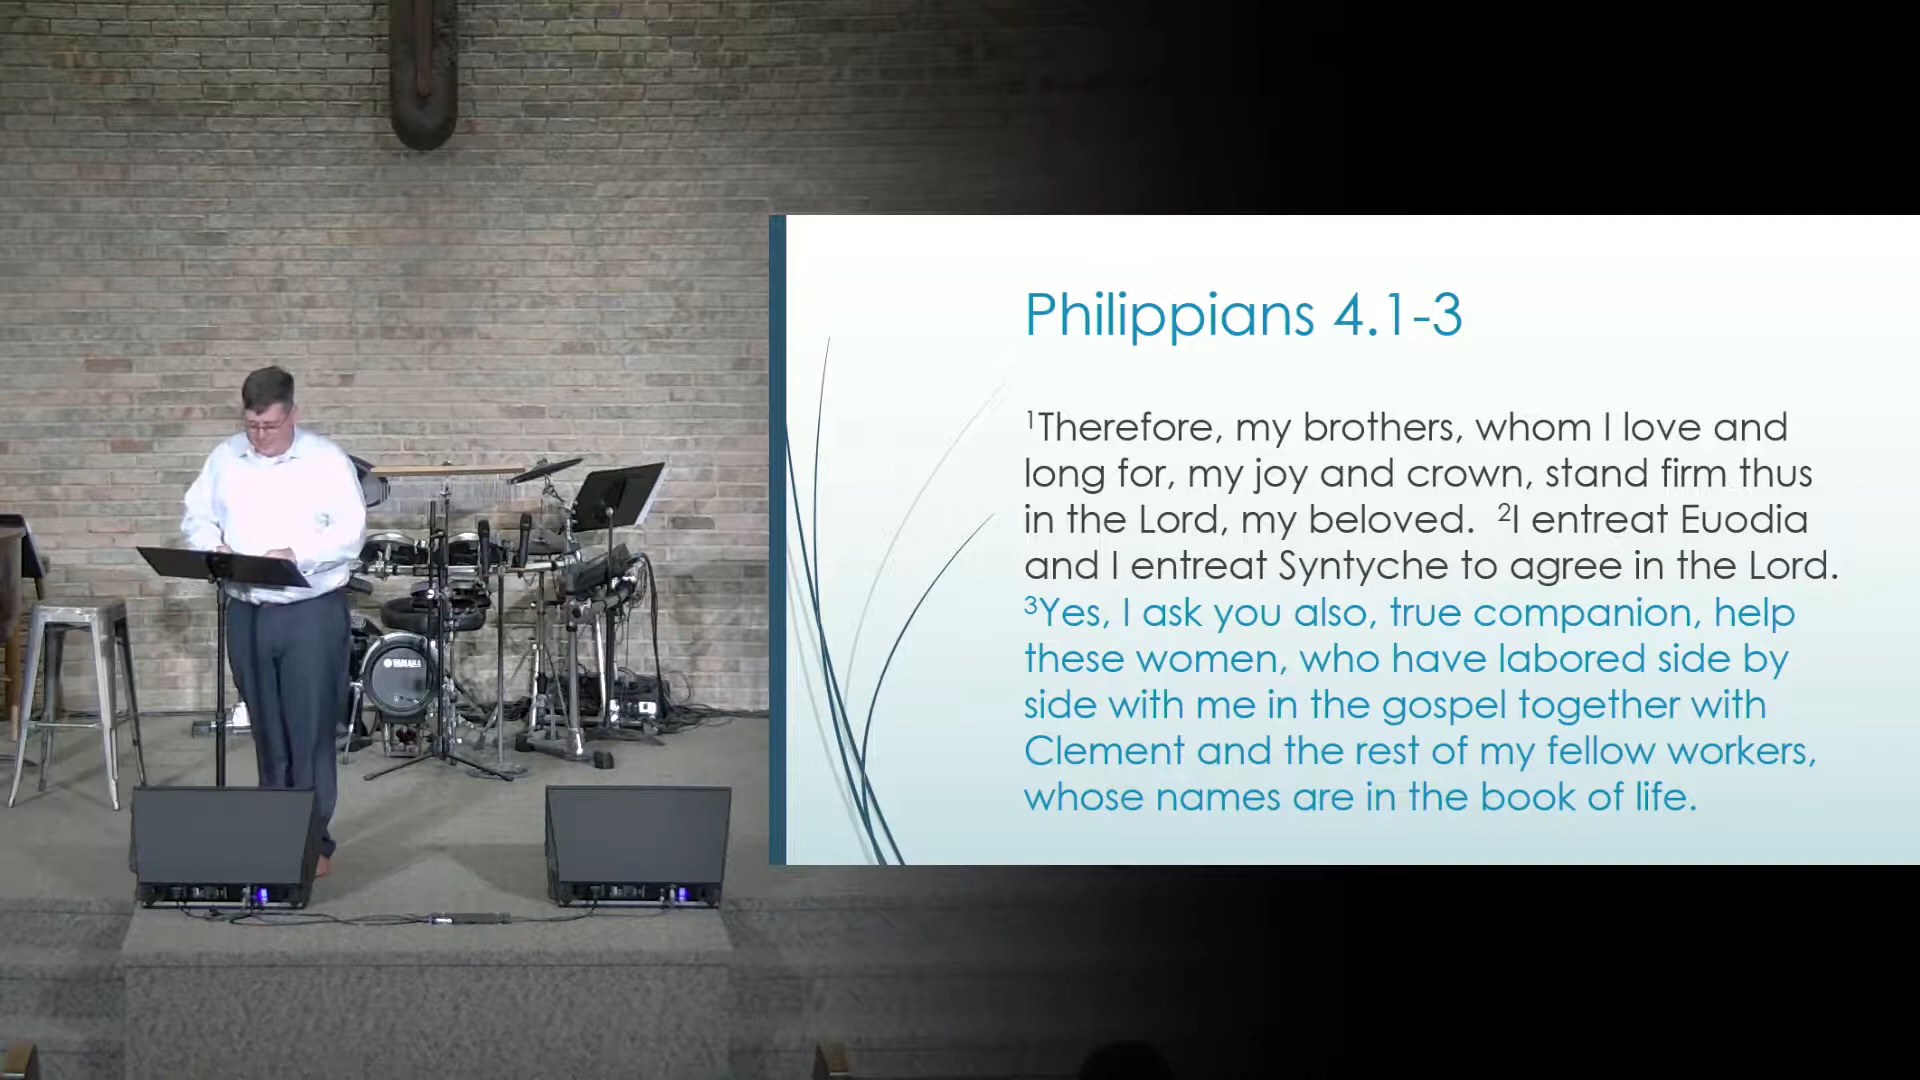 Philippians 4.1-3
¹Therefore, my brothers, whom I love and
long for, my joy and crown, stand firm thus
in the Lord, my beloved. ²I entreat Euodia
and I entreat Syntyche to agree in the Lord.
³Yes, I ask you also, true companion, help
these women, who have labored side by
side with me in the gospel together with
Clement and the rest of my fellow workers,
whose names are in the book of life.
YAMAHA